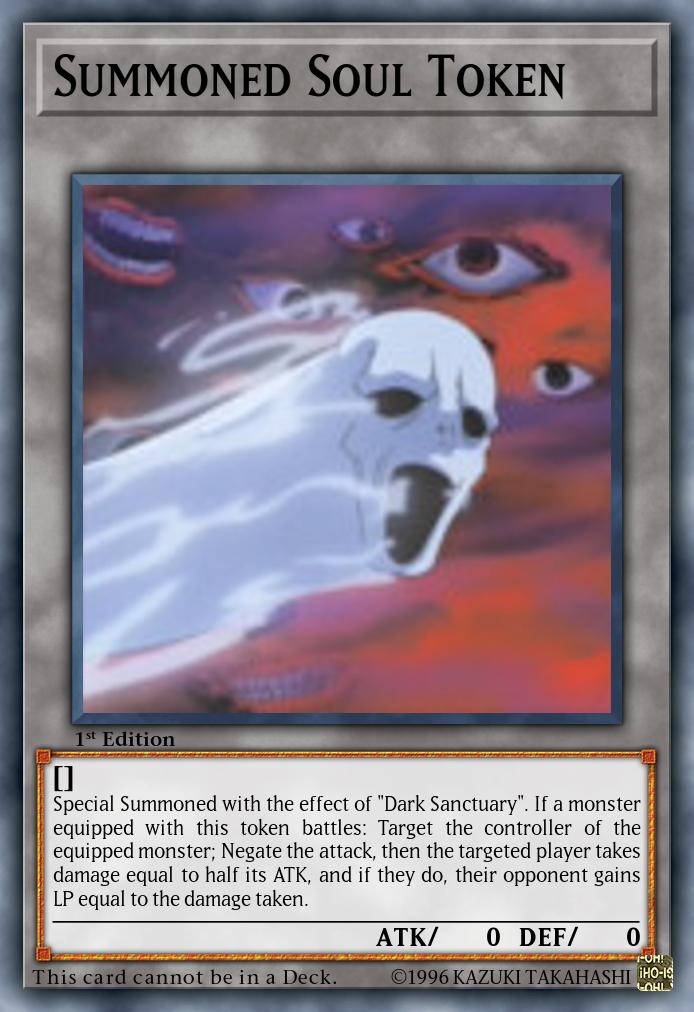 Summoned Soul Token
1st Edition
[]
Special Summoned with the effect of "Dark Sanctuary". If a monster
equipped with this token battles: Target the controller of the
equipped monster; Negate the attack, then the targeted player takes
damage equal to half its ATK, and if they do, their opponent gains
LP equal to the damage taken.
ATK/ 0 DEF/ 0
This card cannot be in a Deck. ©1996 KAZUKI TAKAHASHI